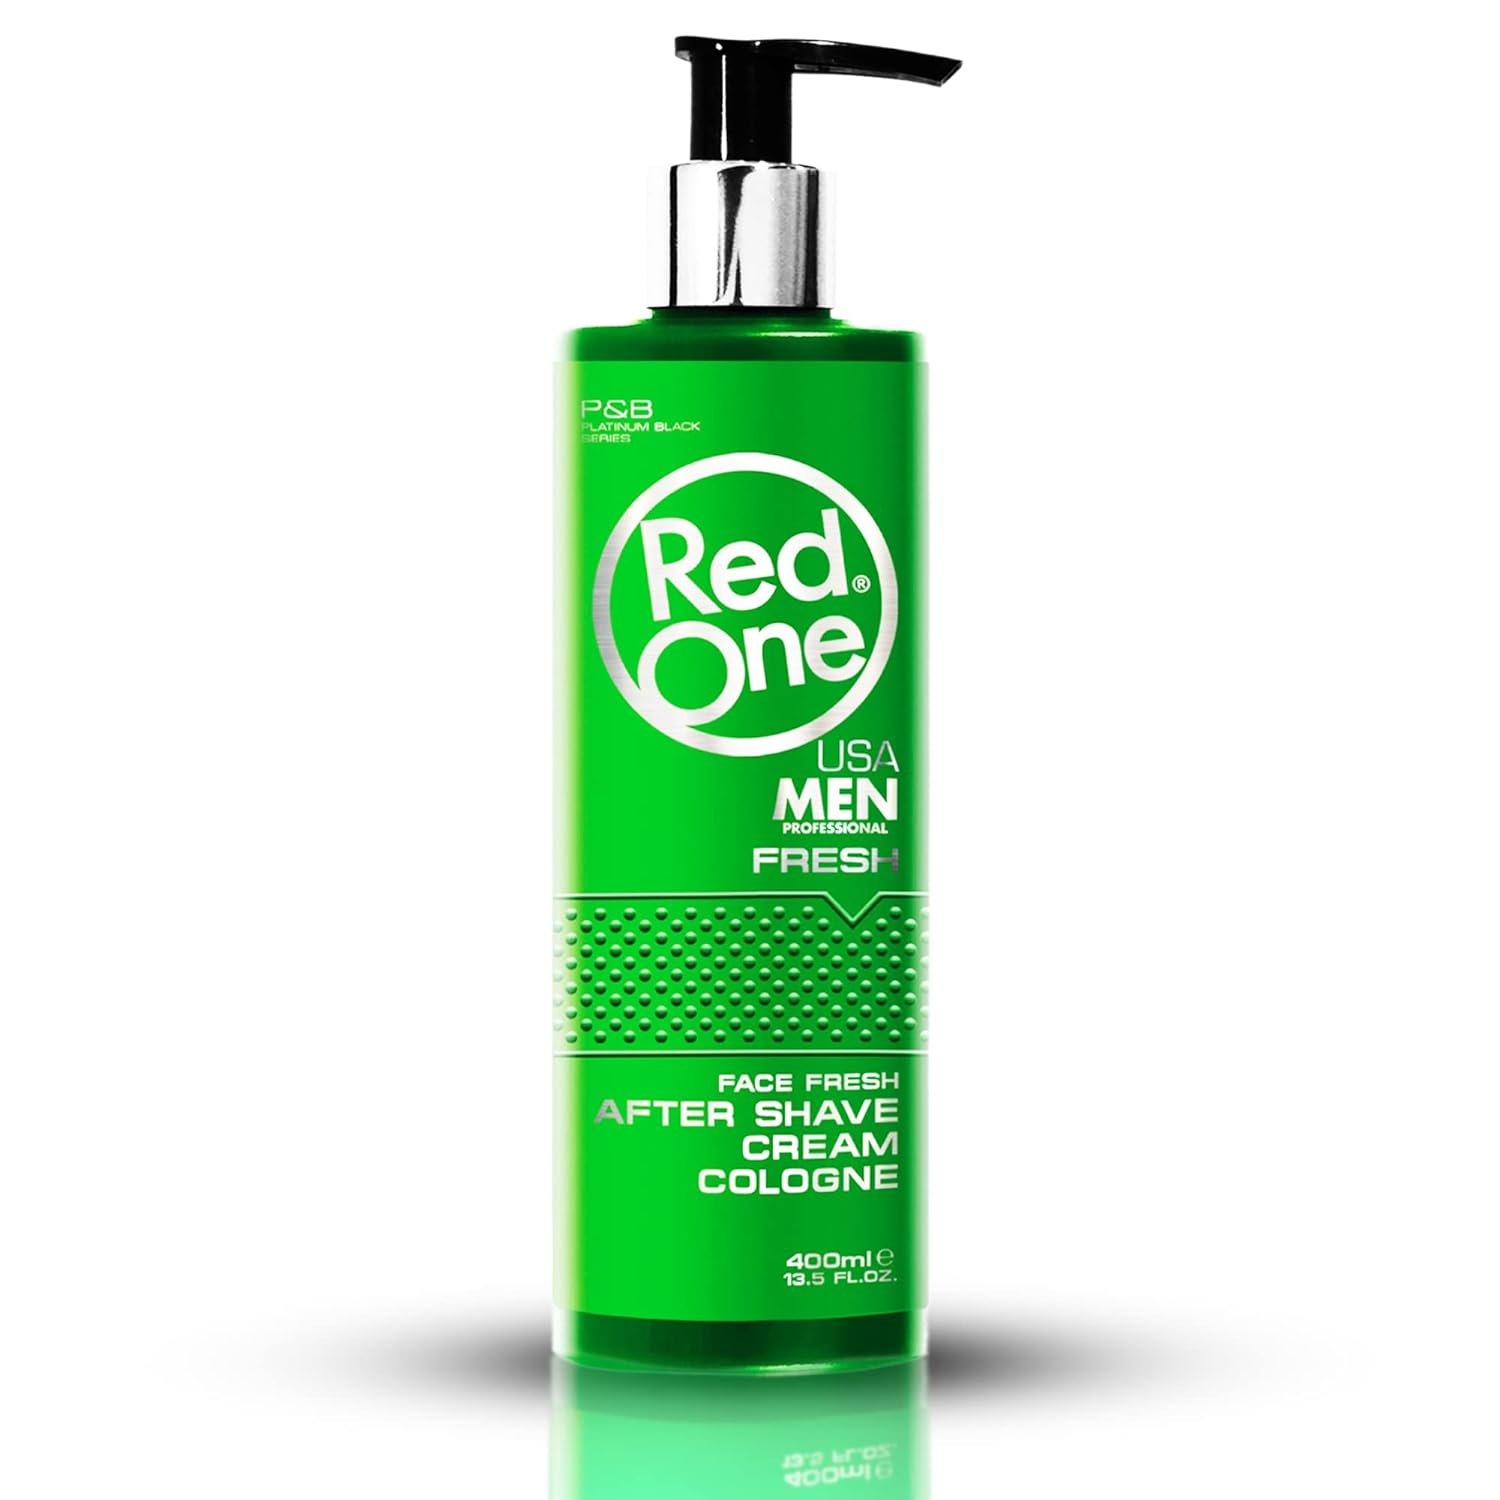 P&B
PLATINUM BLACK
SERIES
Red®
One
USA
MEN
PROFESSIONAL
FRESH
FACE FRESH
AFTER SHAVE
CREAM
COLOGNE
400ml e
13.5 FL.OZ.